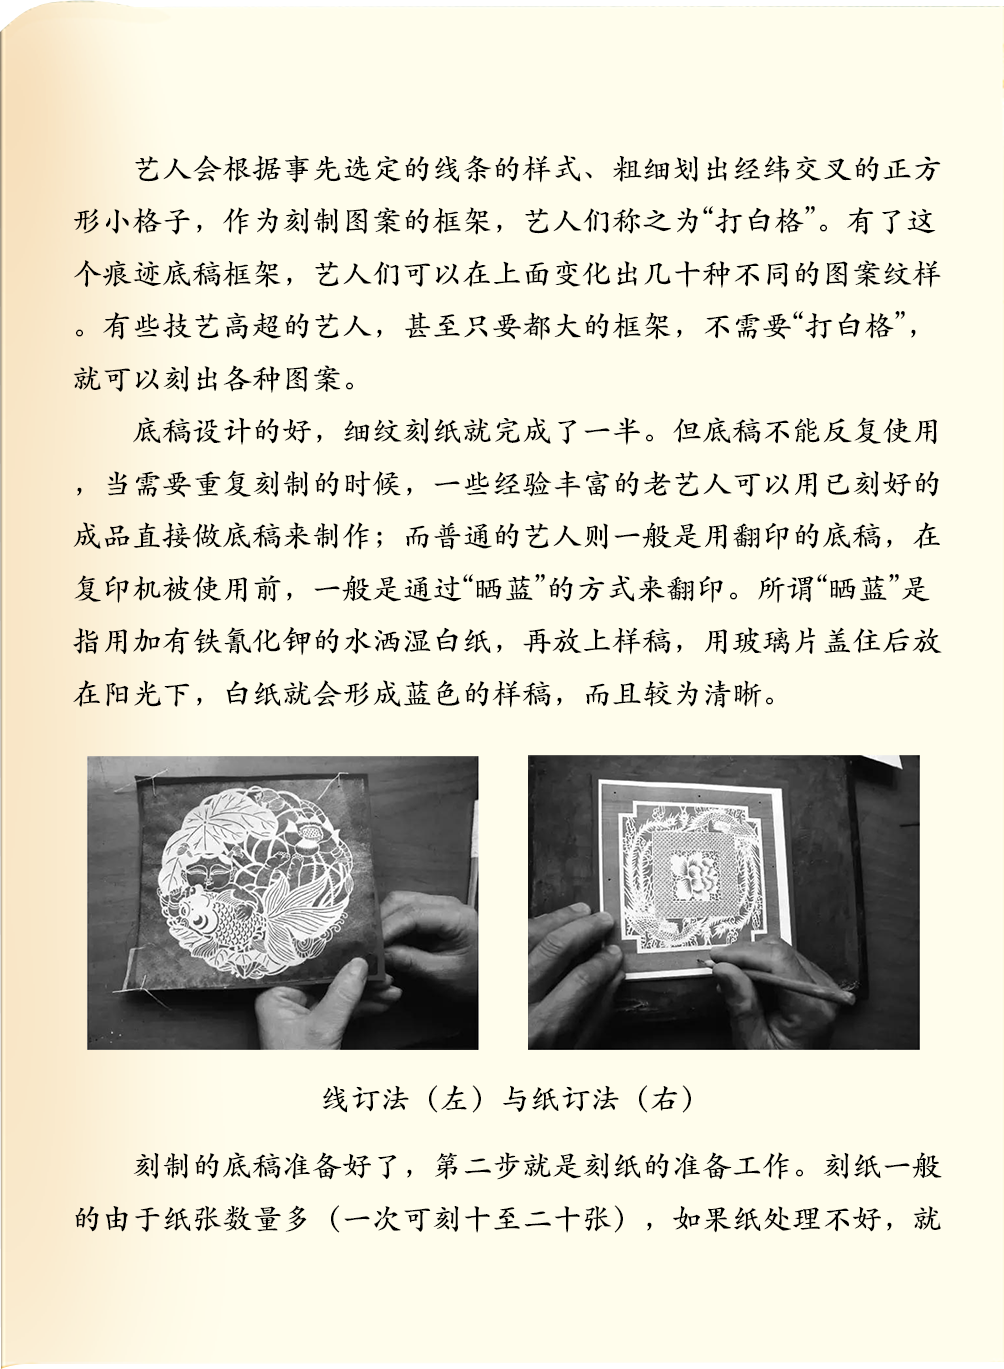 艺人会根据事先选定的线条的样式、粗细划出经纬交叉的正方
形小格子，作为刻制图案的框架，艺人们称之为“打白格”。有了这
个痕迹底稿框架，艺人们可以在上面变化出几十种不同的图案纹样
。有些技艺高超的艺人，甚至只要都大的框架，不需要“打白格”，
就可以刻出各种图案。
底稿设计的好，细纹刻纸就完成了一半。但底稿不能反复使用
，当需要重复刻制的时候，一些经验丰富的老艺人可以用已刻好的
成品直接做底稿来制作；而普通的艺人则一般是用翻印的底稿，在
复印机被使用前，一般是通过“晒蓝”的方式来翻印。所谓“晒蓝”是
指用加有铁氰化钾的水洒湿白纸，再放上样稿，用玻璃片盖住后放
在阳光下，白纸就会形成蓝色的样稿，而且较为清晰。
线订法（左）与纸订法（右）
刻制的底稿准备好了，第二步就是刻纸的准备工作。刻纸一般
的由于纸张数量多（一次可刻十至二十张），如果纸处理不好，就